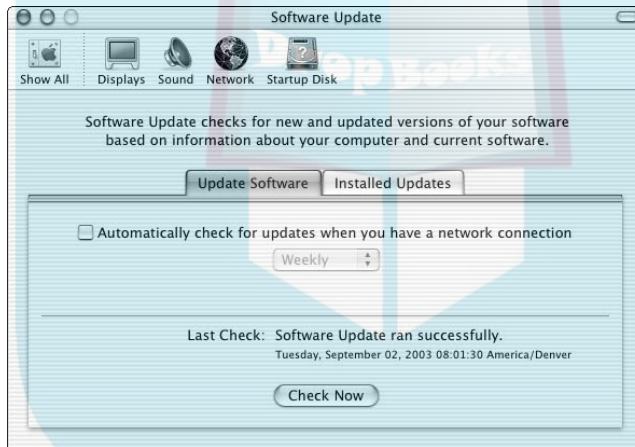 Software Update
Show All Displays Sound Network Startup Disk
DropBooks
Software Update checks for new and updated versions of your software
based on information about your computer and current software.
Update Software Installed Updates
Automatically check for updates when you have a network connection
Weekly
Last Check: Software Update ran successfully.
Tuesday, September 02, 2003 08:01:30 America/Denver
Check Now